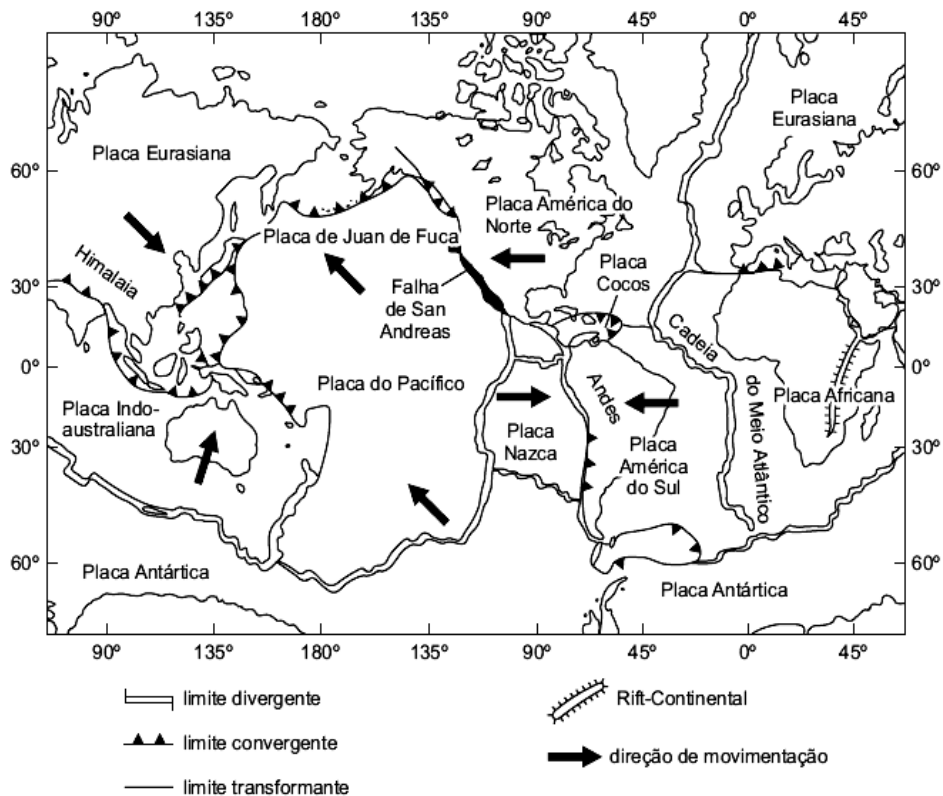 90º 135º 180º 135º 90º 45º 0º 45º
Placa Eurasiana
Placa
Eurasiana
60º
60º
Placa América do
Norte
Placa de Juan de Fuca
Himalaia
Placa
Cocos
30º
30º
Falha
de San
Andreas
Cadeia
do Meio Atlântico
0º
0º
Placa do Pacífico
Andes
Placa Africana
Placa Indo-
australiana
Placa
Nazca
Placa
América
do Sul
30º
30º
60º
60º
Placa Antártica
Placa Antártica
90º 135º 180º 135º 90º 45º 0º 45º
limite divergente
Rift-Continental
limite convergente
direção de movimentação
limite transformante